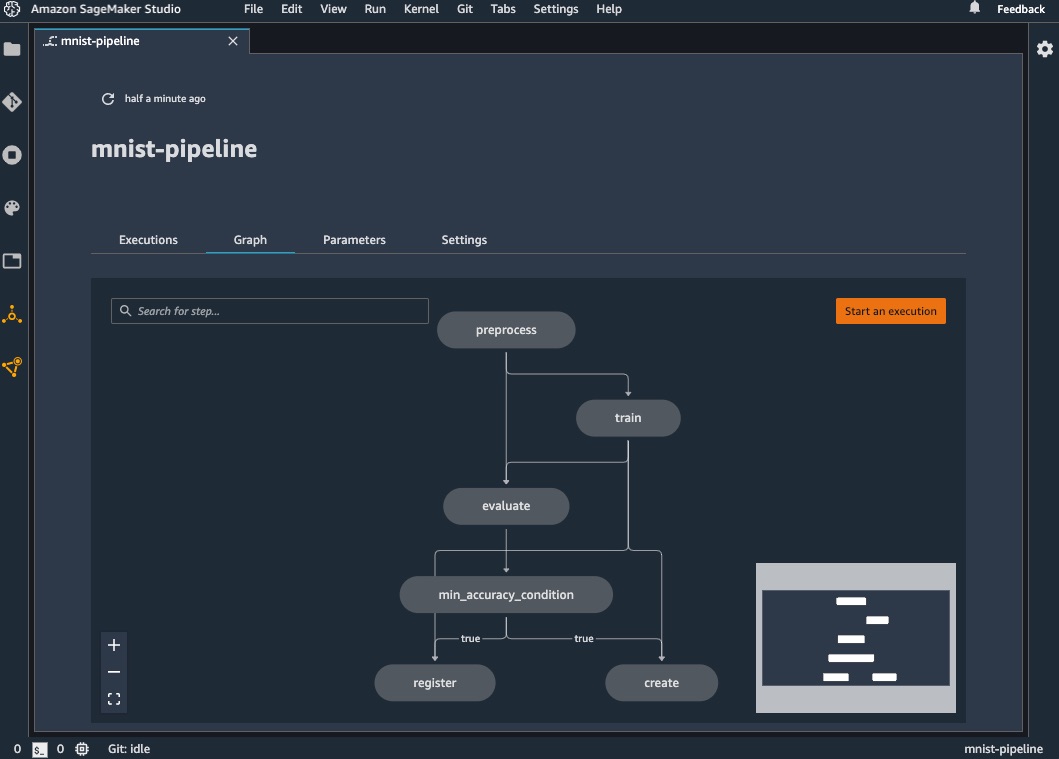 Amazon SageMaker Studio File Edit View Run Kernel Git Tabs Settings Help Feedback
mnist-pipeline
half a minute ago
mnist-pipeline
Executions Graph Parameters Settings
Search for step...
Start an execution
preprocess
train
evaluate
min_accuracy_condition
true true
register create
0 $_ 0 Git: idle mnist-pipeline